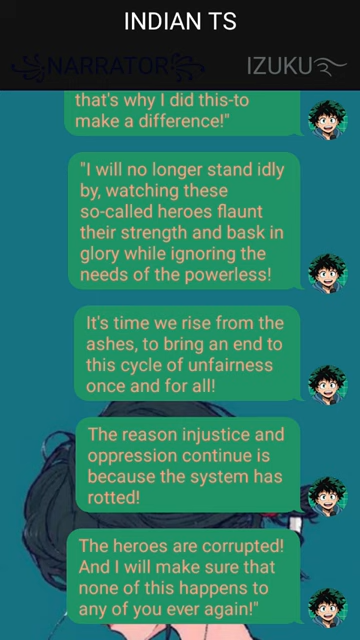 INDIAN TS
NARRATOR
IZUKU
that's why I did this-to
make a difference!"
"I will no longer stand idly
by, watching these
so-called heroes flaunt
their strength and bask in
glory while ignoring the
needs of the powerless!
It's time we rise from the
ashes, to bring an end to
this cycle of unfairness
once and for all!
The reason injustice and
oppression continue is
because the system has
rotted!
The heroes are corrupted!
And I will make sure that
none of this happens to
any of you ever again!"